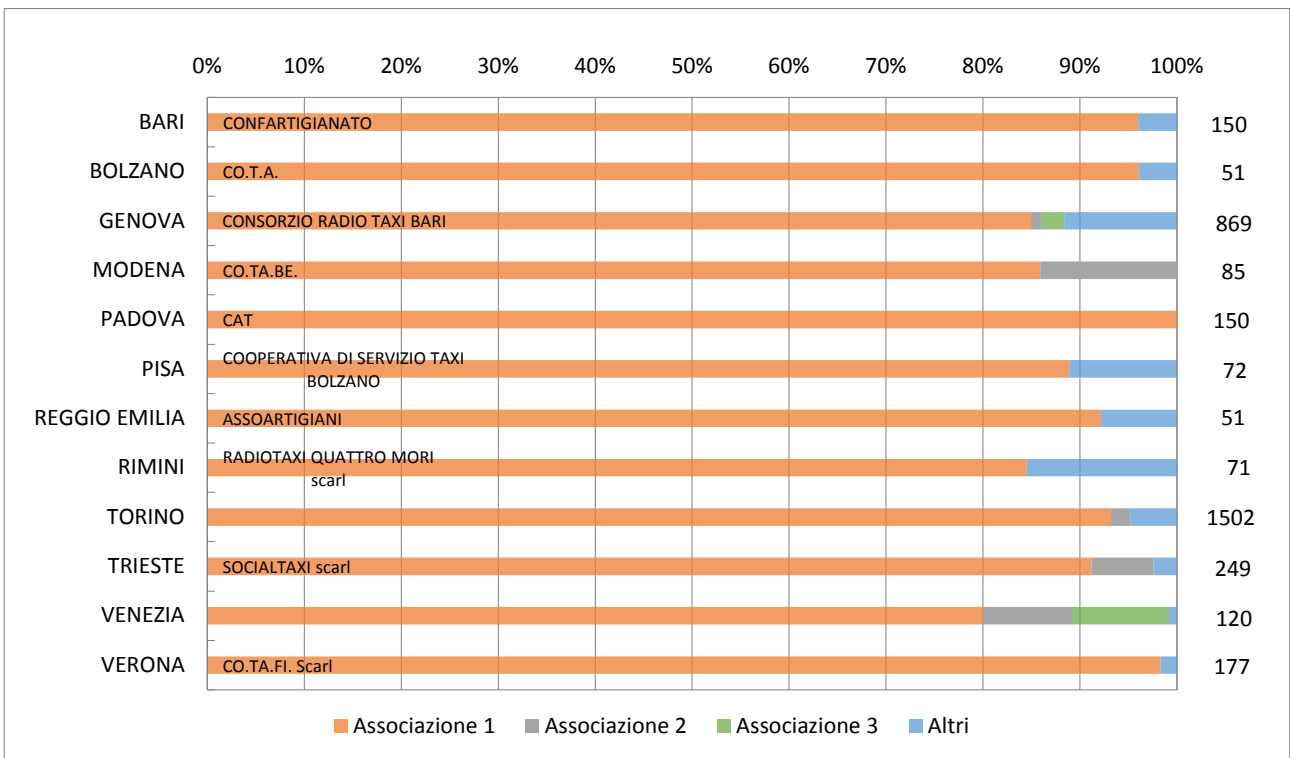 0% 10% 20% 30% 40% 50% 60% 70% 80% 90% 100%
BARI CONFARTIGIANATO 150
BOLZANO CO.T.A. 51
GENOVA CONSORZIO RADIO TAXI BARI 869
MODENA CO.TA.BE. 85
PADOVA CAT 150
PISA COOPERATIVA DI SERVIZIO TAXI 72
BOLZANO
REGGIO EMILIA ASSOARTIGIANI 51
RIMINI RADIOTAXI QUATTRO MORI 71
scarl
TORINO 1502
TRIESTE SOCIALTAXI scarl 249
VENEZIA 120
VERONA CO.TA.FI. Scarl 177
Associazione 1 Associazione 2 Associazione 3 Altri